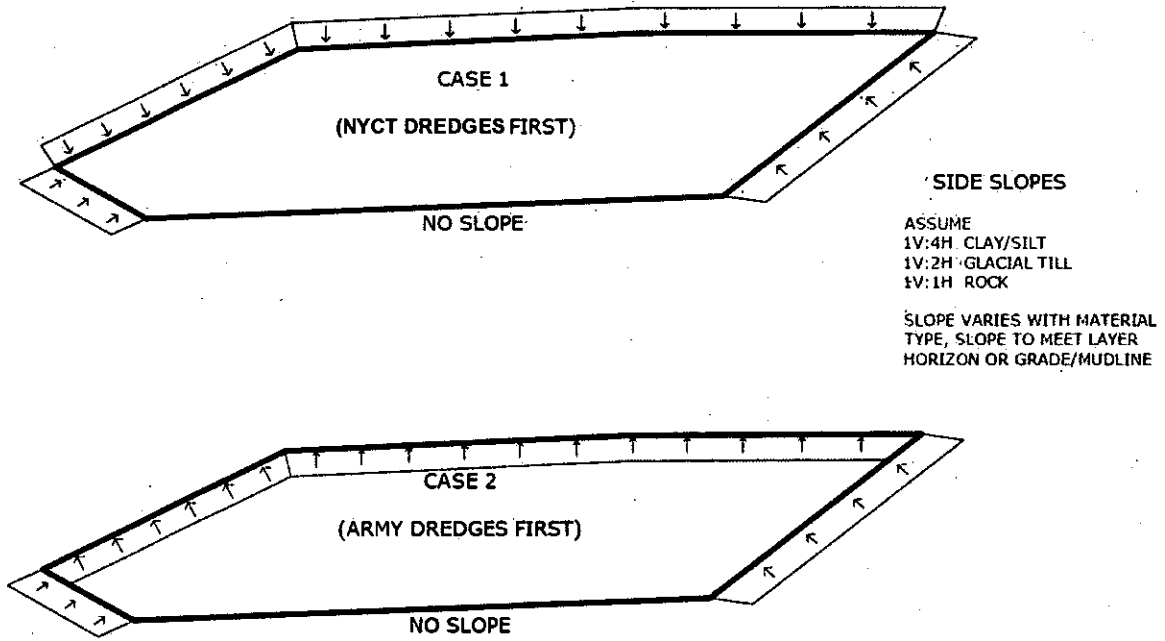 CASE 1
(NYCT DREDGES FIRST)
NO SLOPE
SIDE SLOPES
ASSUME
1V:4H CLAY/SILT
1V:2H GLACIAL TILL
1V:1H ROCK
SLOPE VARIES WITH MATERIAL
TYPE, SLOPE TO MEET LAYER
HORIZON OR GRADE/MUDLINE
CASE 2
(ARMY DREDGES FIRST)
NO SLOPE